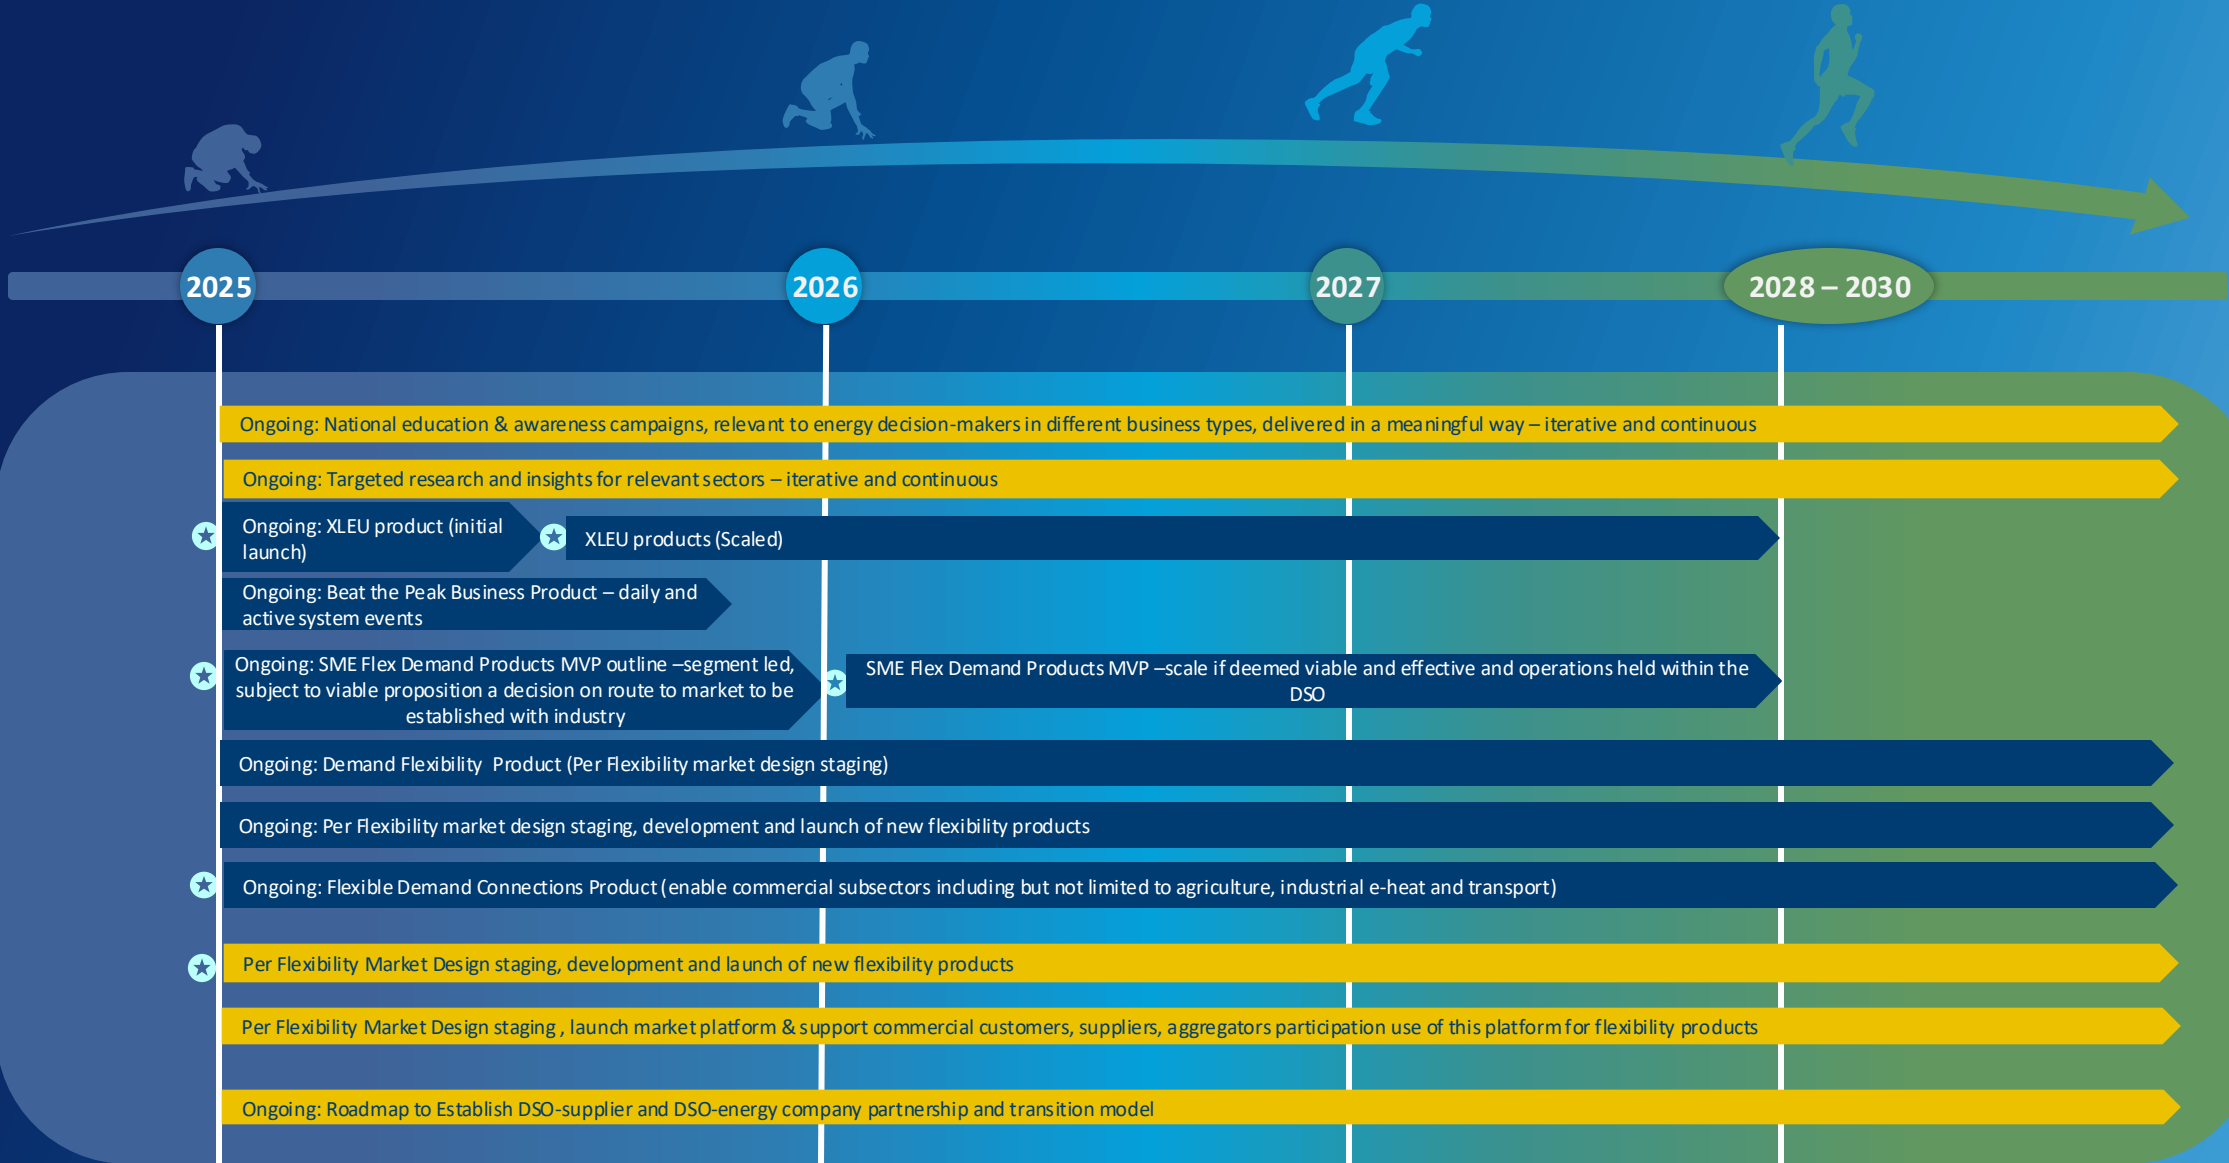 2025
2026
2027
2028 – 2030
Ongoing: National education & awareness campaigns, relevant to energy decision-makers in different business types, delivered in a meaningful way – iterative and continuous
Ongoing: Targeted research and insights for relevant sectors – iterative and continuous
Ongoing: XLEU product (initial
launch)
XLEU products (Scaled)
Ongoing: Beat the Peak Business Product – daily and
active system events
Ongoing: SME Flex Demand Products MVP outline –segment led,
subject to viable proposition a decision on route to market to be
established with industry
SME Flex Demand Products MVP –scale if deemed viable and effective and operations held within the
DSO
Ongoing: Demand Flexibility  Product (Per Flexibility market design staging)
Ongoing: Per Flexibility market design staging, development and launch of new flexibility products
Ongoing: Flexible Demand Connections Product (enable commercial subsectors including but not limited to agriculture, industrial e-heat and transport)
Per Flexibility Market Design staging, development and launch of new flexibility products
Per Flexibility Market Design staging , launch market platform & support commercial customers, suppliers, aggregators participation use of this platform for flexibility products
Ongoing: Roadmap to Establish DSO-supplier and DSO-energy company partnership and transition model